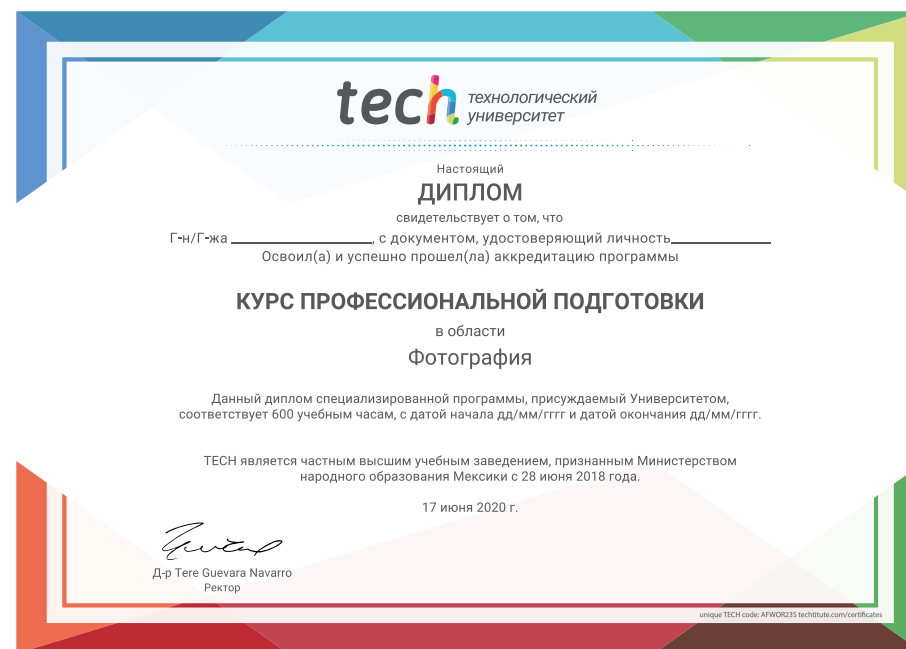 tech технологический
университет
Настоящий
ДИПЛОМ
свидетельствует о том, что
Г-н/Г-жа ____________________, с документом, удостоверяющий личность______________
Освоил(а) и успешно прошел(ла) аккредитацию программы
КУРС ПРОФЕССИОНАЛЬНОЙ ПОДГОТОВКИ
в области
Фотография
Данный диплом специализированной программы, присуждаемый Университетом,
соответствует 600 учебным часам, с датой начала дд/мм/гггг и датой окончания дд/мм/гггг.
TECH является частным высшим учебным заведением, признанным Министерством
народного образования Мексики с 28 июня 2018 года.
17 июня 2020 г.
Д-р Tere Guevara Navarro
Ректор
unique TECH code: AFWOR23S techtitute.com/certificates